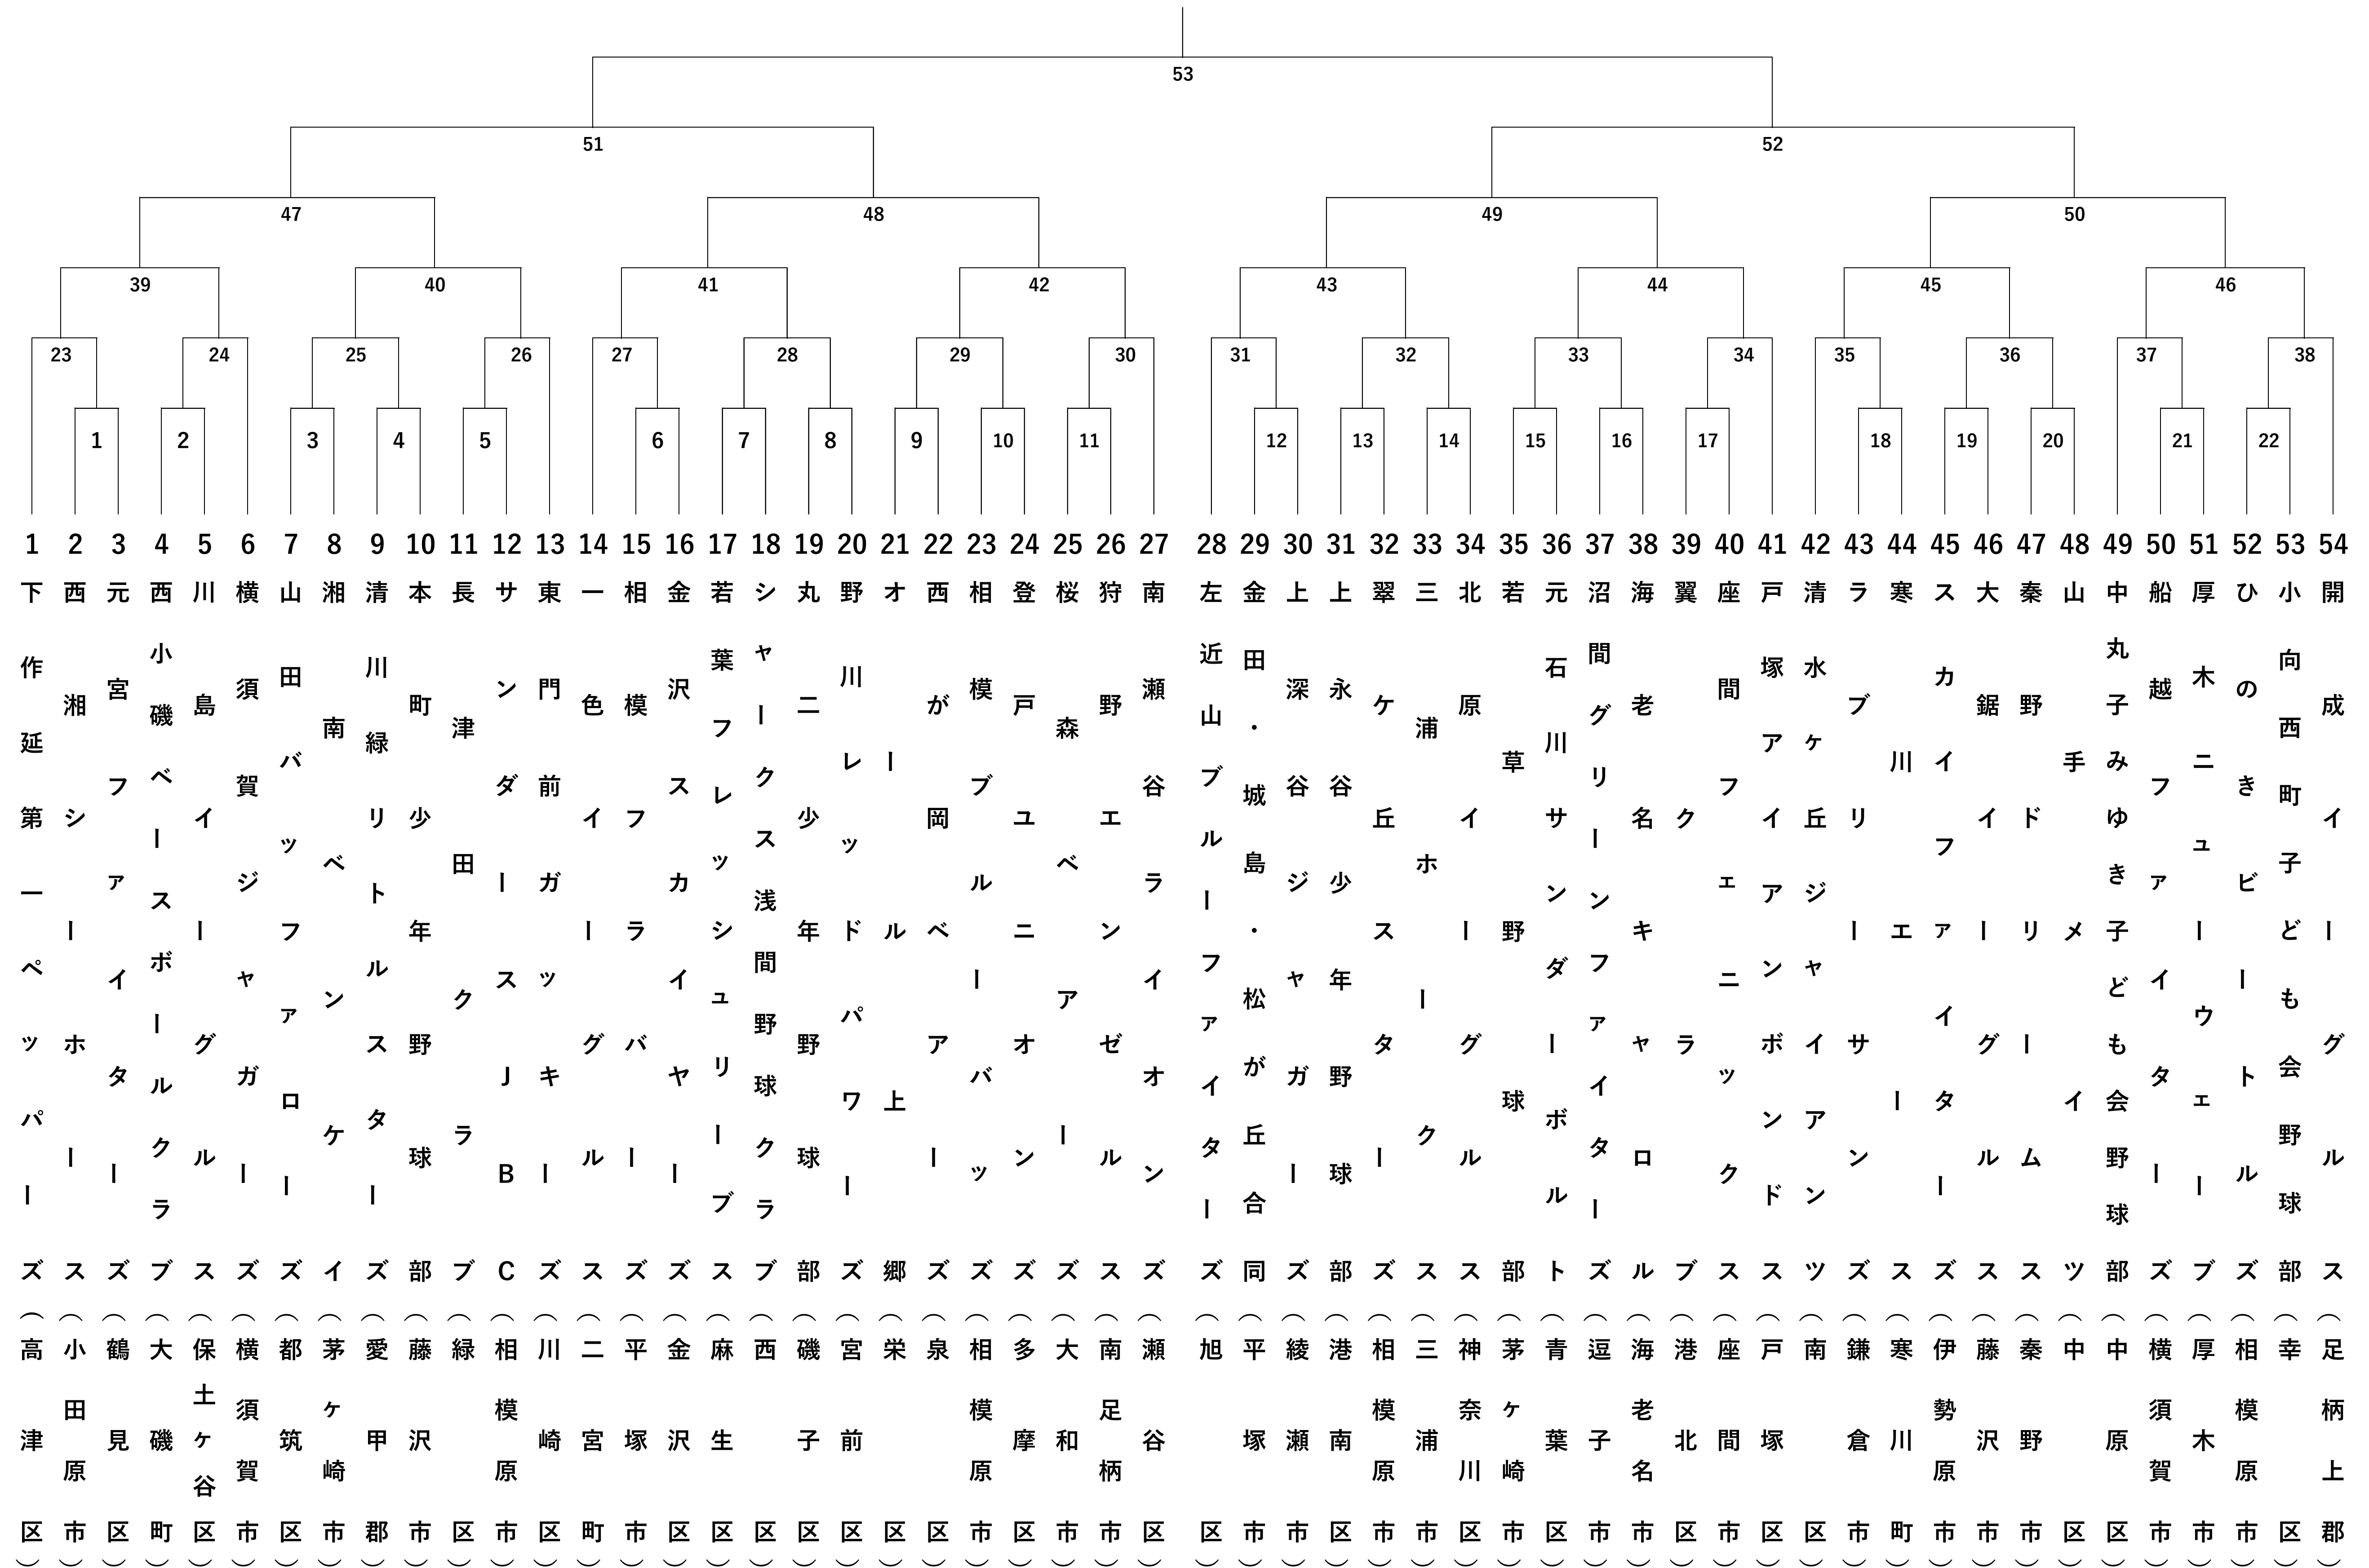 53
51 52
47 48 49 50
39 40 41 42 43 44 45 46
23 24 25 26 27 28 29 30 31 32 33 34 35 36 37 38
1 2 3 4 5 6 7 8 9 10 11 12 13 14 15 16 17 18 19 20 21 22
1 下作延第一ペッパーズ（高津区）
2 西湘シーホース（小田原市）
3 元宮ファイターズ（鶴見区）
4 西小磯ベースボールクラブ（大磯町）
5 川島イーグルス（保土ヶ谷区）
6 横須賀ジャガーズ（横須賀市）
7 山田バッファローズ（都筑区）
8 湘南ベンケイ（茅ヶ崎市）
9 清川緑リトルスターズ（愛甲郡）
10 本町少年野球部（藤沢市）
11 長津田クラブ（緑区）
12 サンダースJBC（相模原市）
13 東門前ガッキーズ（川崎区）
14 一色イーグルス（二宮町）
15 相模フラバーズ（平塚市）
16 金沢スカイヤーズ（金沢区）
17 若葉フレッシュリーブス（麻生区）
18 シャークス浅間野球クラブ（西区）
19 丸二少年野球部（磯子区）
20 野川レッドパワーズ（宮前区）
21 オール上郷（栄区）
22 西が岡ベアーズ（泉区）
23 相模ブルーバッズ（相模原市）
24 登戸ユニオンズ（多摩区）
25 桜森ベアーズ（大和市）
26 狩野エンゼルス（南足柄市）
27 南瀬谷ライオンズ（瀬谷区）
28 左近山ブルーファイターズ（旭区）
29 金田・城島・松が丘合同（平塚市）
30 上深谷ジャガーズ（綾瀬市）
31 上永谷少年野球部（港南区）
32 翠ケ丘スターズ（相模原市）
33 三浦ホークス（三浦市）
34 北原イーグルス（神奈川区）
35 若草野球部（茅ヶ崎市）
36 元石川サンダーボルト（青葉区）
37 沼間グリーンファイターズ（逗子市）
38 海老名キャロル（海老名市）
39 翼クラブ（港北区）
40 座間フェニックス（座間市）
41 戸塚アイアンボンドス（戸塚区）
42 清水ヶ丘ジャイアンツ（南区）
43 ラブリーサンズ（鎌倉市）
44 寒川エース（寒川町）
45 スカイファイターズ（伊勢原市）
46 大鋸イーグルス（藤沢市）
47 秦野ドリームス（秦野市）
48 山手メイツ（中区）
49 中丸子みゆき子ども会野球部（中原区）
50 船越ファイターズ（横須賀市）
51 厚木ニューウェーブ（厚木市）
52 ひのきビートルズ（相模原市）
53 小向西町子ども会野球部（幸区）
54 開成イーグルス（足柄上郡）